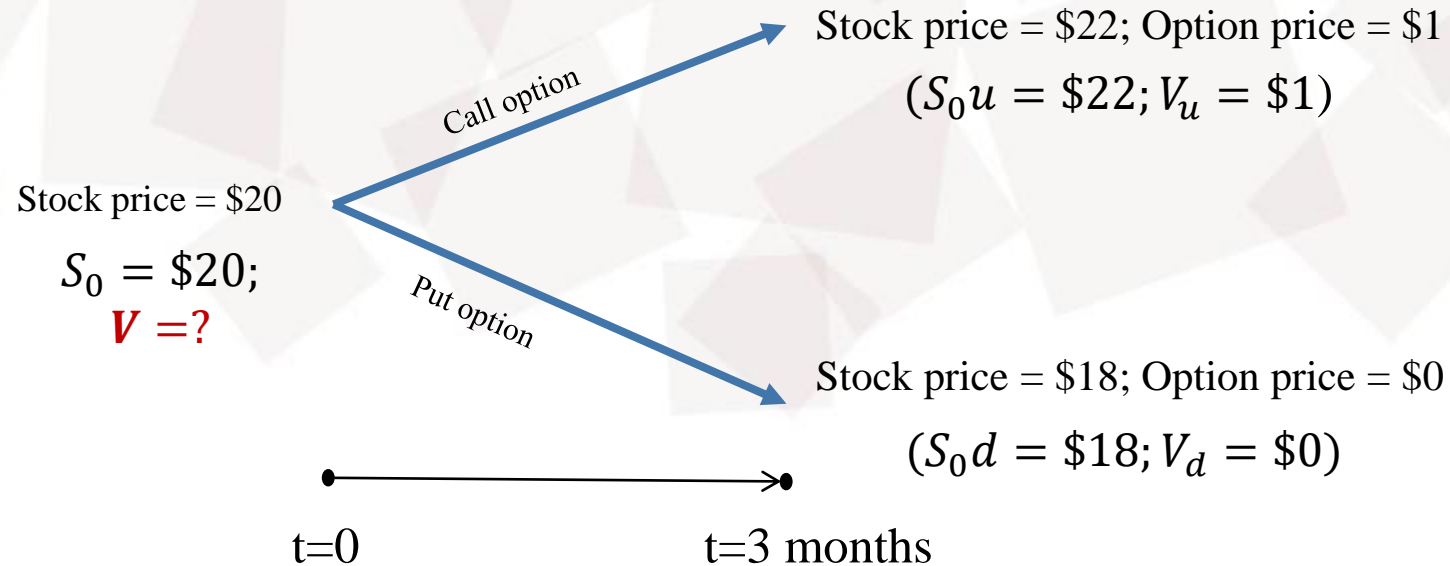 Stock price = $22; Option price = $1
(S₀u = $22; Vᵤ = $1)
Call option
Stock price = $20
S₀ = $20;
V =?
Put option
Stock price = $18; Option price = $0
(S₀d = $18; V_d = $0)
t=0
t=3 months